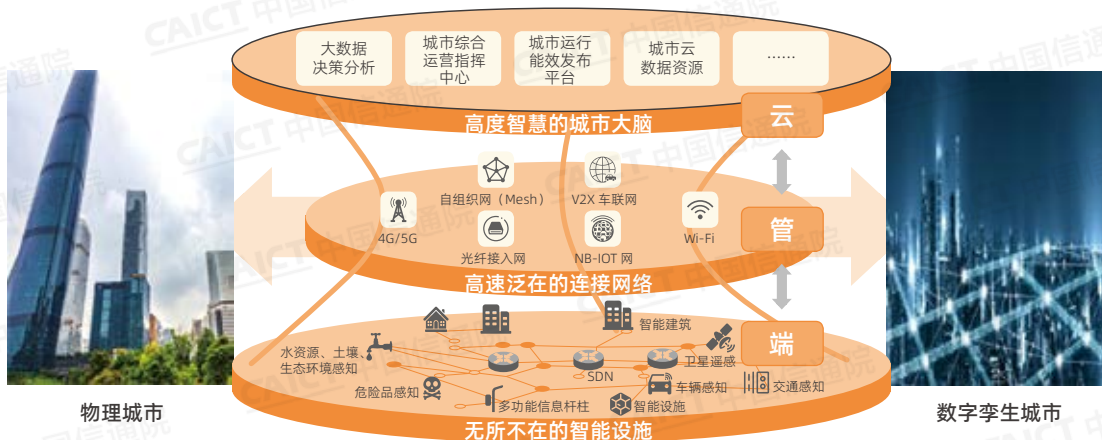 大数据
决策分析
城市综合
运营指挥
中心
城市运行
能效发布
平台
城市云
数据资源
……
云
高度智慧的城市大脑
自组织网（Mesh）
V2X 车联网
4G/5G
光纤接入网
NB-IOT 网
Wi-Fi
管
高速泛在的连接网络
智能建筑
端
水资源、土壤、
生态环境感知
SDN
卫星遥感
危险品感知
车辆感知
交通感知
多功能信息杆柱
智能设施
无所不在的智能设施
物理城市
数字孪生城市
CAICT 中国信通院